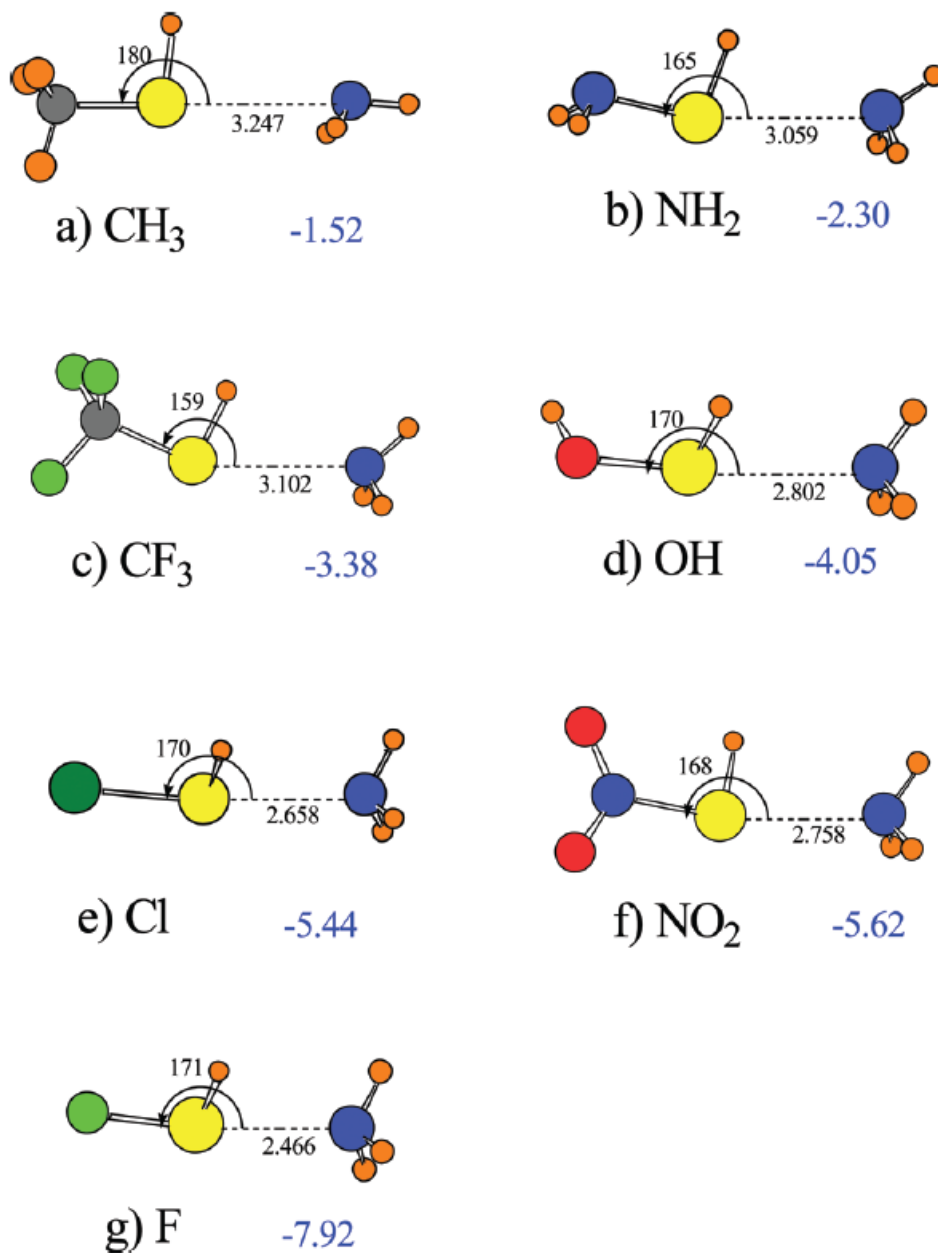 180
3.247
a) CH₃ -1.52
165
3.059
b) NH₂ -2.30
159
3.102
c) CF₃ -3.38
170
2.802
d) OH -4.05
170
2.658
e) Cl -5.44
168
2.758
f) NO₂ -5.62
171
2.466
g) F -7.92